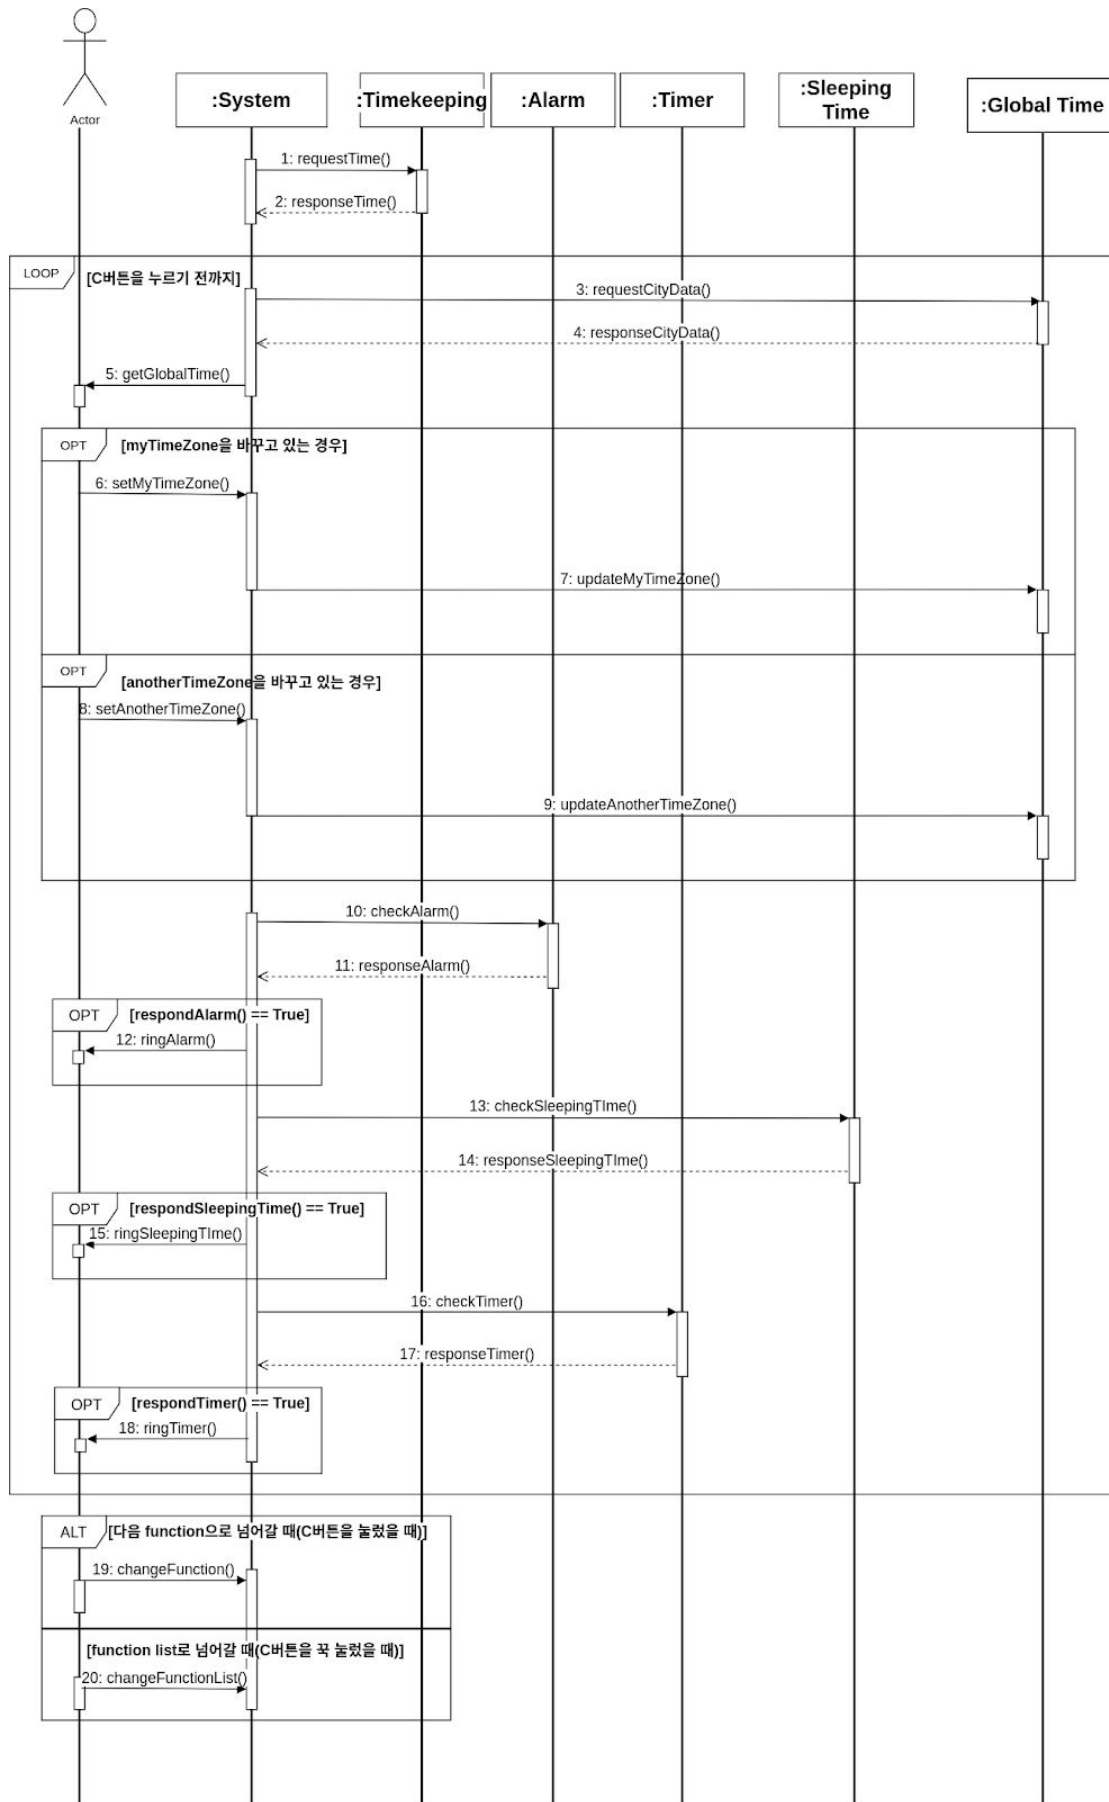 Actor
:System
:Timekeeping
:Alarm
:Timer
:Sleeping
Time
:Global Time
1: requestTime()
2: responseTime()
LOOP
[C버튼을 누르기 전까지]
3: requestCityData()
4: responseCityData()
5: getGlobalTime()
OPT
[myTimeZone을 바꾸고 있는 경우]
6: setMyTimeZone()
7: updateMyTimeZone()
OPT
[anotherTimeZone을 바꾸고 있는 경우]
8: setAnotherTimeZone()
9: updateAnotherTimeZone()
10: checkAlarm()
11: responseAlarm()
OPT
[respondAlarm() == True]
12: ringAlarm()
13: checkSleepingTIme()
14: responseSleepingTIme()
OPT
[respondSleepingTime() == True]
15: ringSleepingTIme()
16: checkTimer()
17: responseTimer()
OPT
[respondTimer() == True]
18: ringTimer()
ALT
[다음 function으로 넘어갈 때(C버튼을 눌렀을 때)]
19: changeFunction()
[function list로 넘어갈 때(C버튼을 꾹 눌렀을 때)]
20: changeFunctionList()